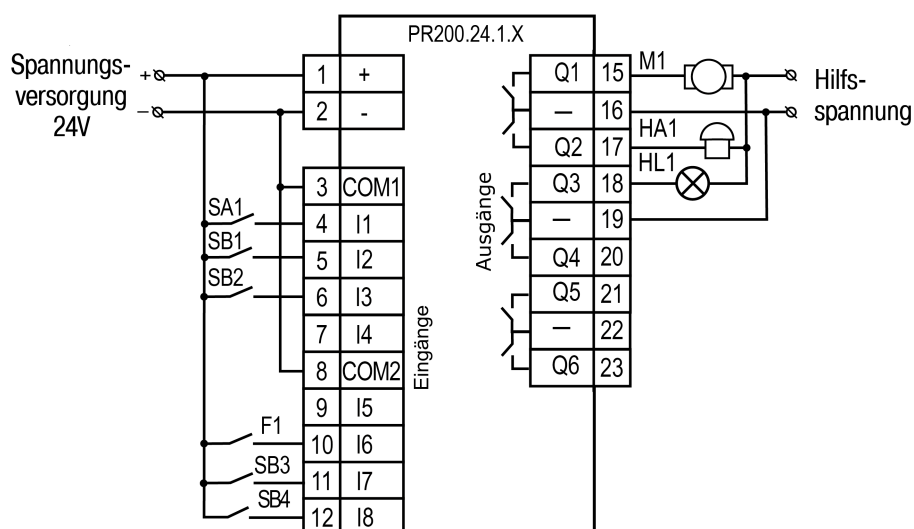 PR200.24.1.X
Spannungs-
versorgung
24V
+
–
1 +
2 -
3 COM1
4 I1
5 I2
6 I3
7 I4
8 COM2
9 I5
10 I6
11 I7
12 I8
SA1
SB1
SB2
F1
SB3
SB4
Eingänge
Ausgänge
Q1 15
— 16
Q2 17
Q3 18
— 19
Q4 20
Q5 21
— 22
Q6 23
M1
HA1
HL1
Hilfs-
spannung